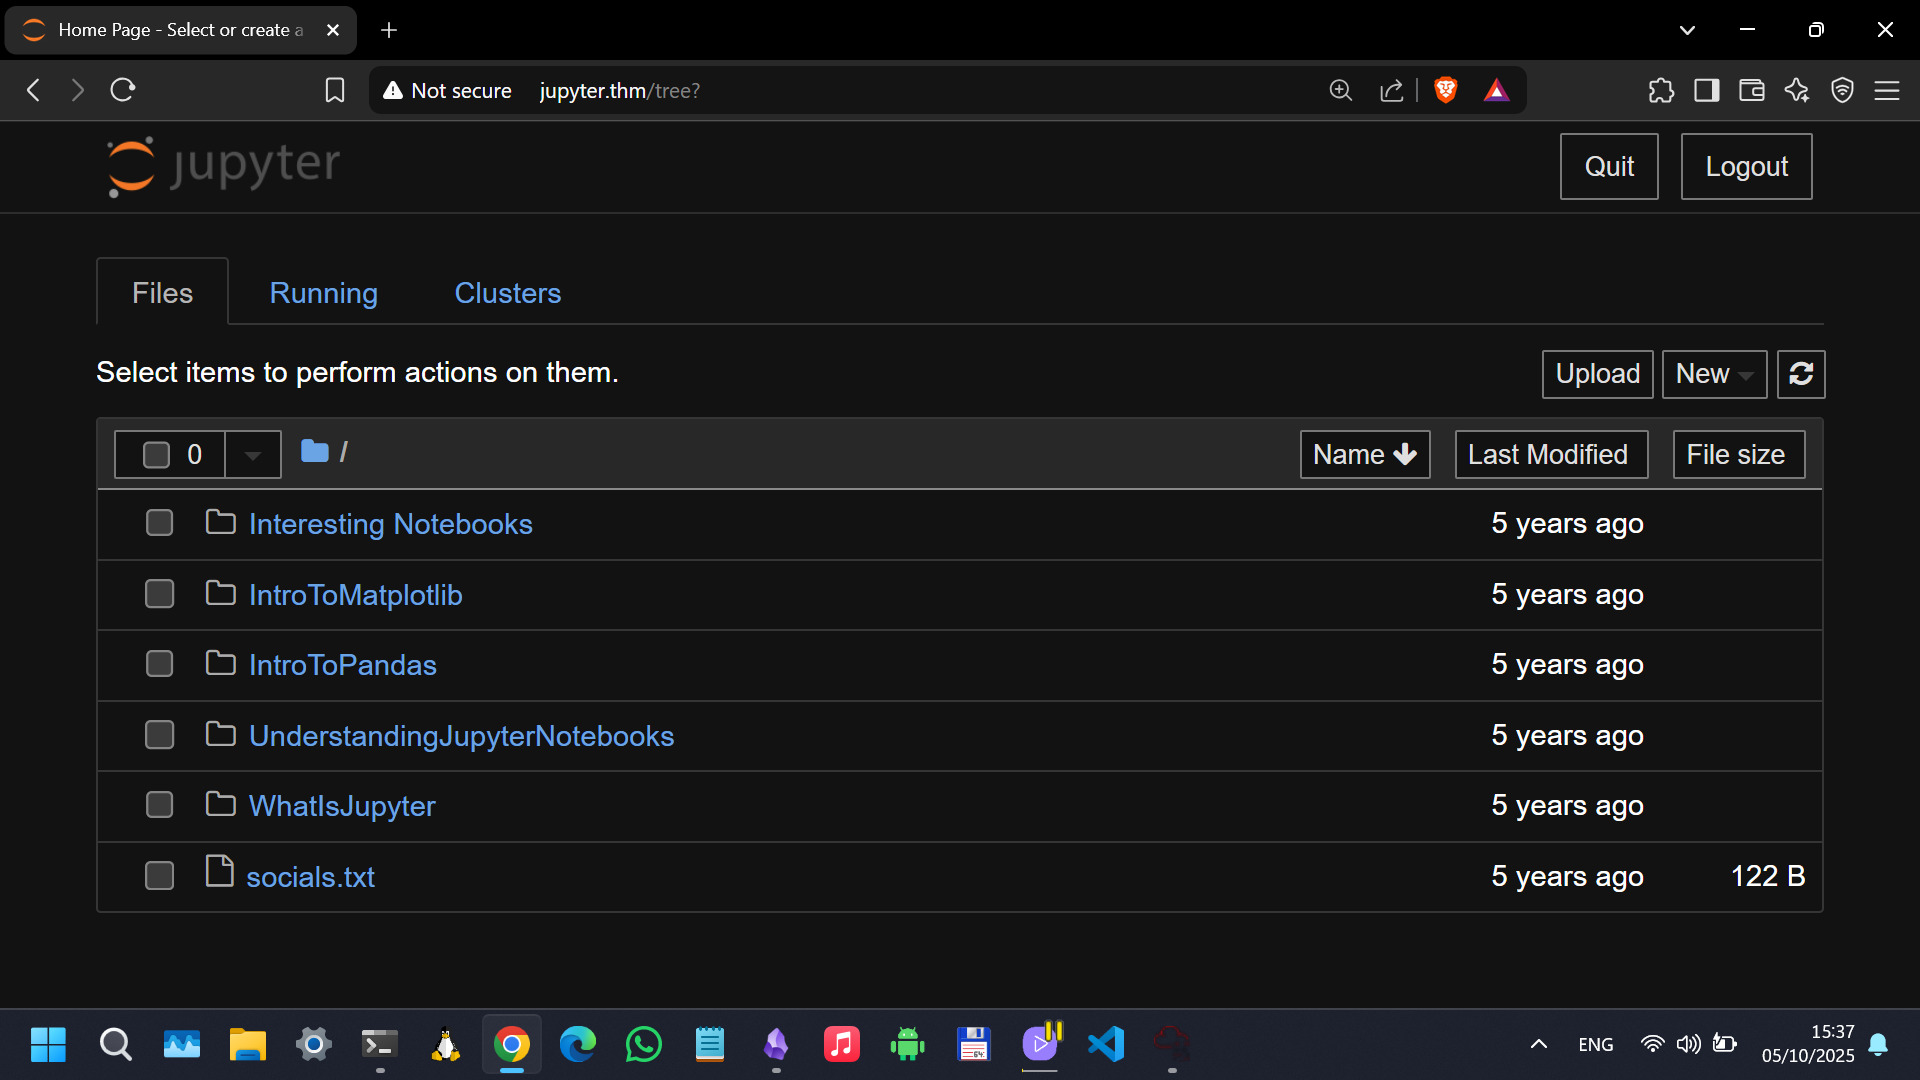 Home Page - Select or create a
Not secure jupyter.thm/tree?
jupyter
Quit
Logout
Files
Running
Clusters
Select items to perform actions on them.
Upload
New
0
/
Name
Last Modified
File size
Interesting Notebooks
5 years ago
IntroToMatplotlib
5 years ago
IntroToPandas
5 years ago
UnderstandingJupyterNotebooks
5 years ago
WhatIsJupyter
5 years ago
socials.txt
5 years ago
122 B
ENG
15:37
05/10/2025